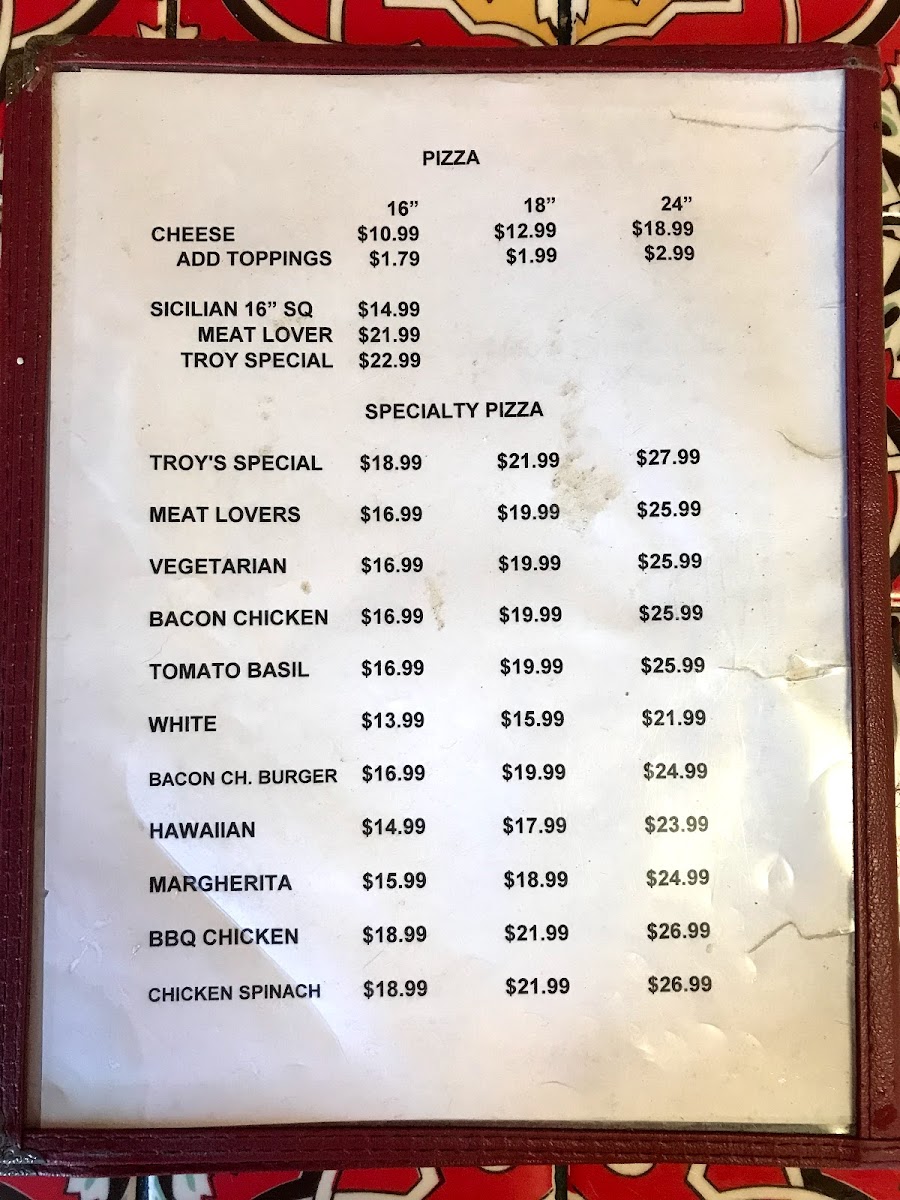 PIZZA
16” 18” 24”
CHEESE $10.99 $12.99 $18.99
ADD TOPPINGS $1.79 $1.99 $2.99
SICILIAN 16” SQ $14.99
MEAT LOVER $21.99
TROY SPECIAL $22.99
SPECIALTY PIZZA
TROY'S SPECIAL $18.99 $21.99 $27.99
MEAT LOVERS $16.99 $19.99 $25.99
VEGETARIAN $16.99 $19.99 $25.99
BACON CHICKEN $16.99 $19.99 $25.99
TOMATO BASIL $16.99 $19.99 $25.99
WHITE $13.99 $15.99 $21.99
BACON CH. BURGER $16.99 $19.99 $24.99
HAWAIIAN $14.99 $17.99 $23.99
MARGHERITA $15.99 $18.99 $24.99
BBQ CHICKEN $18.99 $21.99 $26.99
CHICKEN SPINACH $18.99 $21.99 $26.99